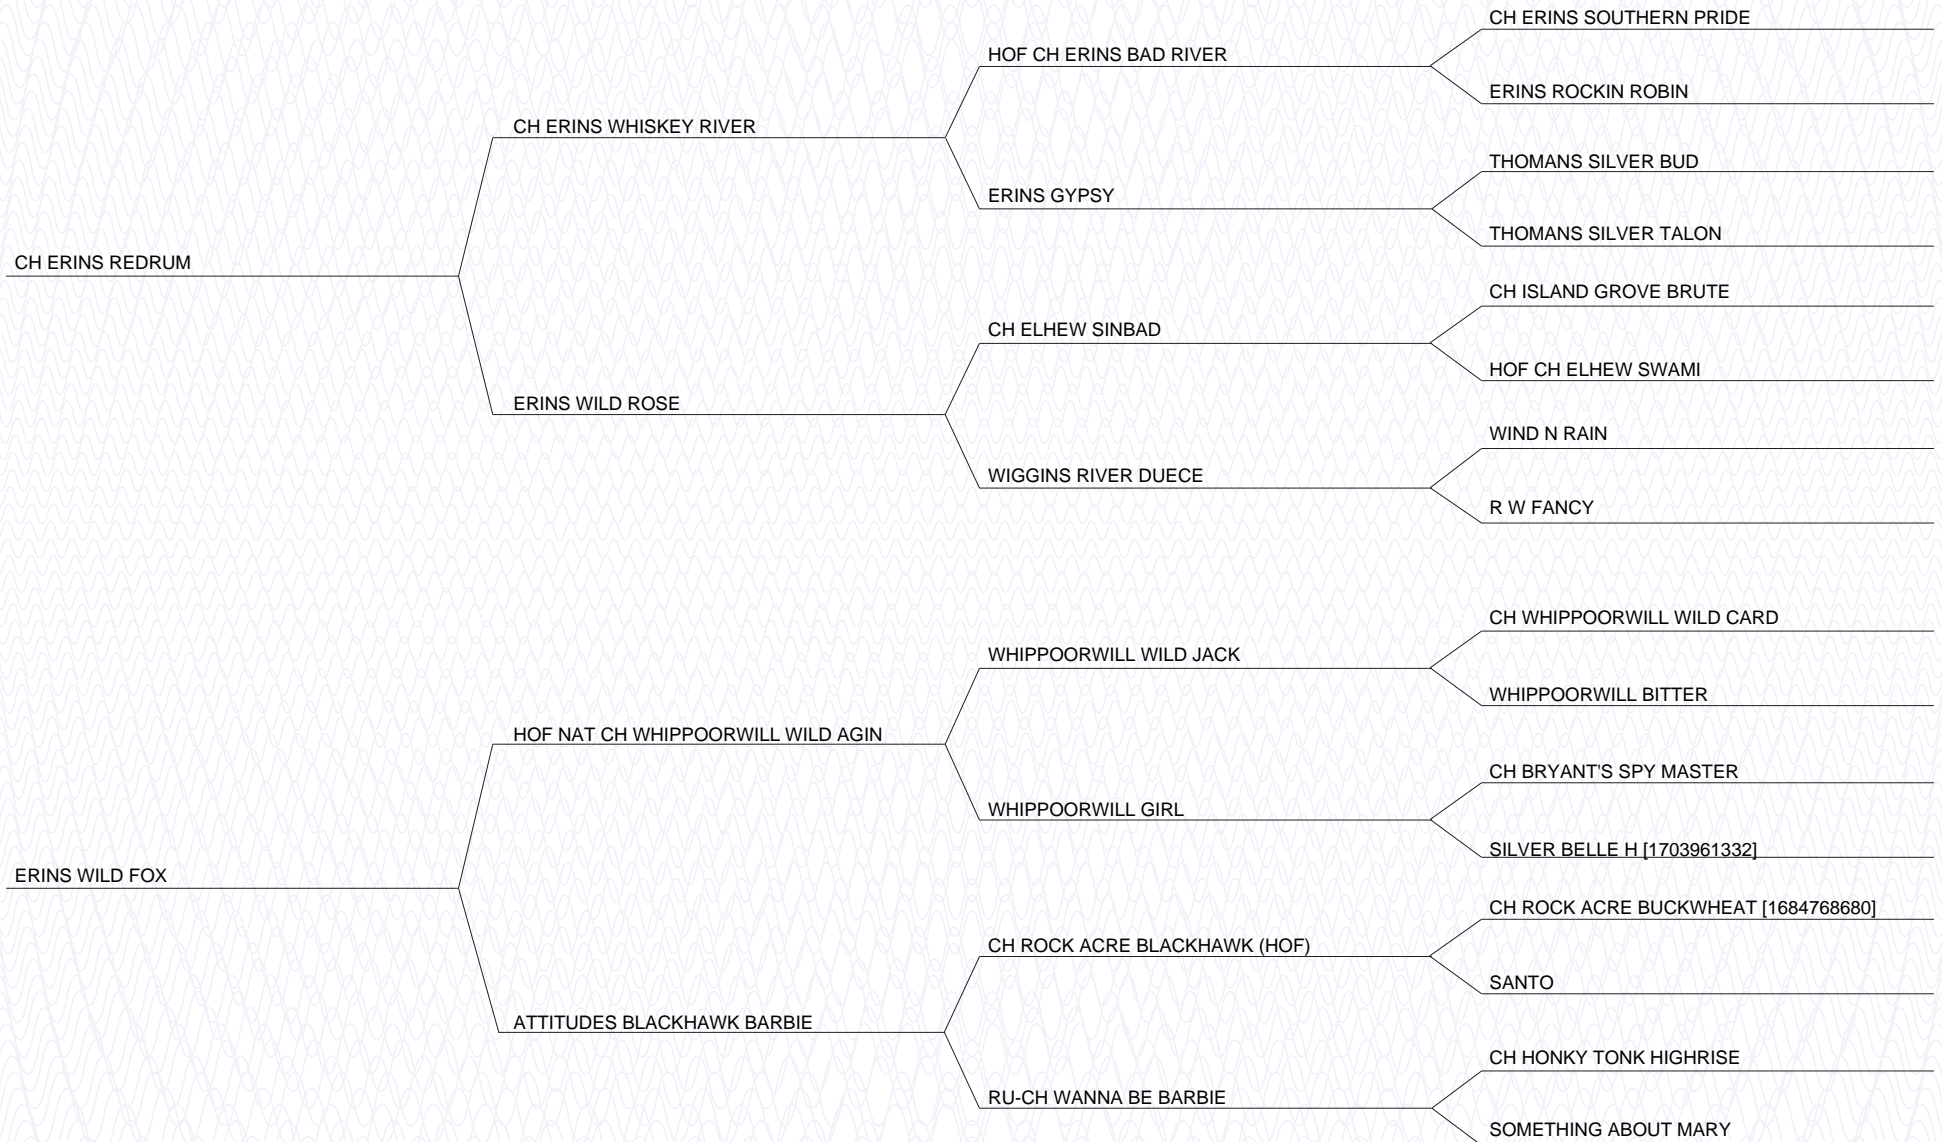 CH ERINS SOUTHERN PRIDE
HOF CH ERINS BAD RIVER
ERINS ROCKIN ROBIN
CH ERINS WHISKEY RIVER
THOMANS SILVER BUD
ERINS GYPSY
THOMANS SILVER TALON
CH ERINS REDRUM
CH ISLAND GROVE BRUTE
CH ELHEW SINBAD
HOF CH ELHEW SWAMI
ERINS WILD ROSE
WIND N RAIN
WIGGINS RIVER DUECE
R W FANCY
CH WHIPPOORWILL WILD CARD
WHIPPOORWILL WILD JACK
WHIPPOORWILL BITTER
HOF NAT CH WHIPPOORWILL WILD AGIN
CH BRYANT'S SPY MASTER
WHIPPOORWILL GIRL
SILVER BELLE H [1703961332]
ERINS WILD FOX
CH ROCK ACRE BUCKWHEAT [1684768680]
CH ROCK ACRE BLACKHAWK (HOF)
SANTO
ATTITUDES BLACKHAWK BARBIE
CH HONKY TONK HIGHRISE
RU-CH WANNA BE BARBIE
SOMETHING ABOUT MARY